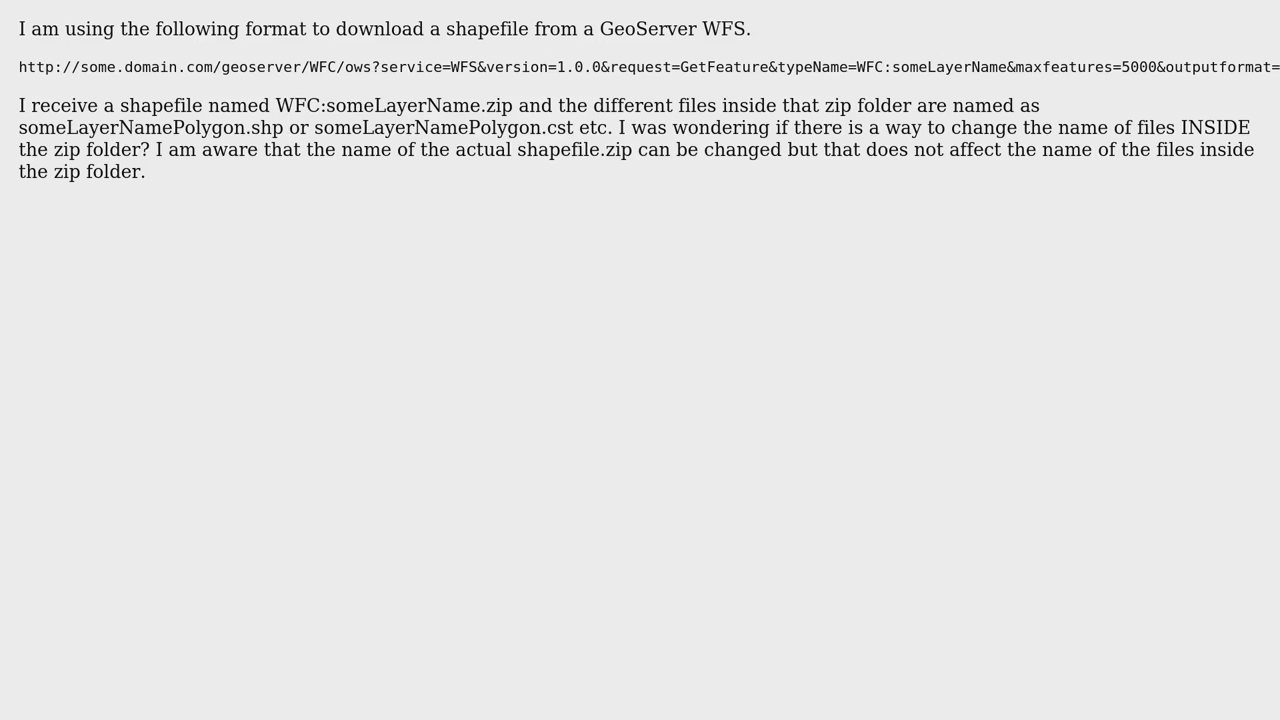 I am using the following format to download a shapefile from a GeoServer WFS.
http://some.domain.com/geoserver/WFC/ows?service=WFS&version=1.0.0&request=GetFeature&typeName=WFC:someLayerName&maxfeatures=5000&outputformat=
I receive a shapefile named WFC:someLayerName.zip and the different files inside that zip folder are named as
someLayerNamePolygon.shp or someLayerNamePolygon.cst etc. I was wondering if there is a way to change the name of files INSIDE
the zip folder? I am aware that the name of the actual shapefile.zip can be changed but that does not affect the name of the files inside
the zip folder.